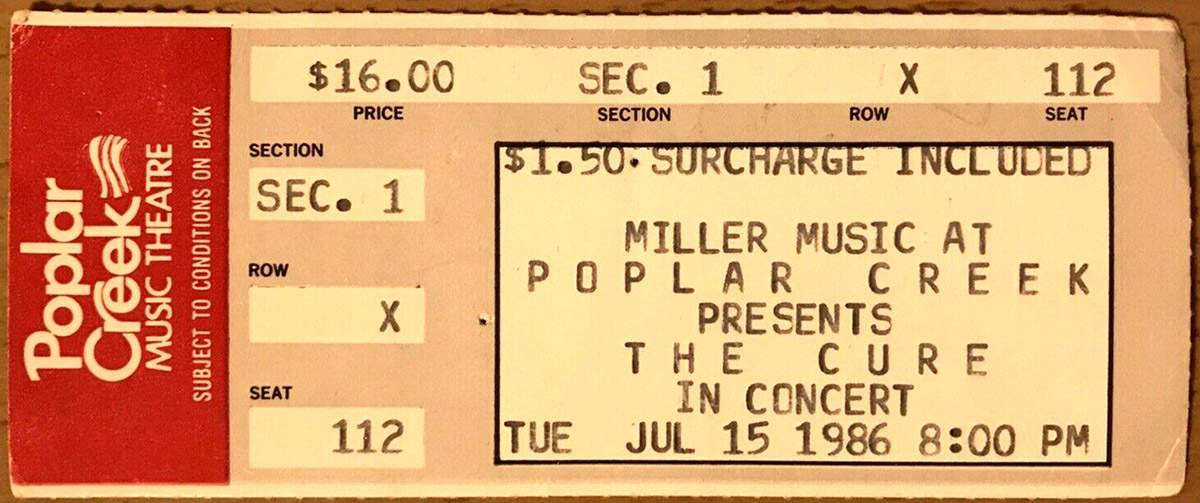 Poplar
Creek
MUSIC THEATRE
SUBJECT TO CONDITIONS ON BACK
$16.00 SEC. 1 X 112
PRICE SECTION ROW SEAT
SECTION
SEC. 1
ROW
X
SEAT
112
$1.50 SURCHARGE INCLUDED
MILLER MUSIC AT
POPLAR CREEK
PRESENTS
THE CURE
IN CONCERT
TUE JUL 15 1986 8:00 PM